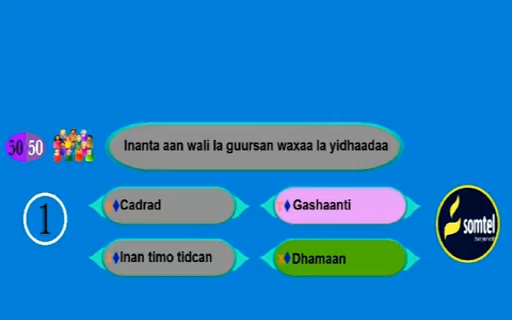 Inanta aan wali la guursan waxaa la yidhaadaa
50 50
1
Cadrad
Gashaanti
Inan timo tidcan
Dhamaan
somtel